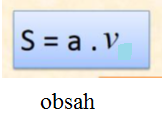 S = a . v
obsah